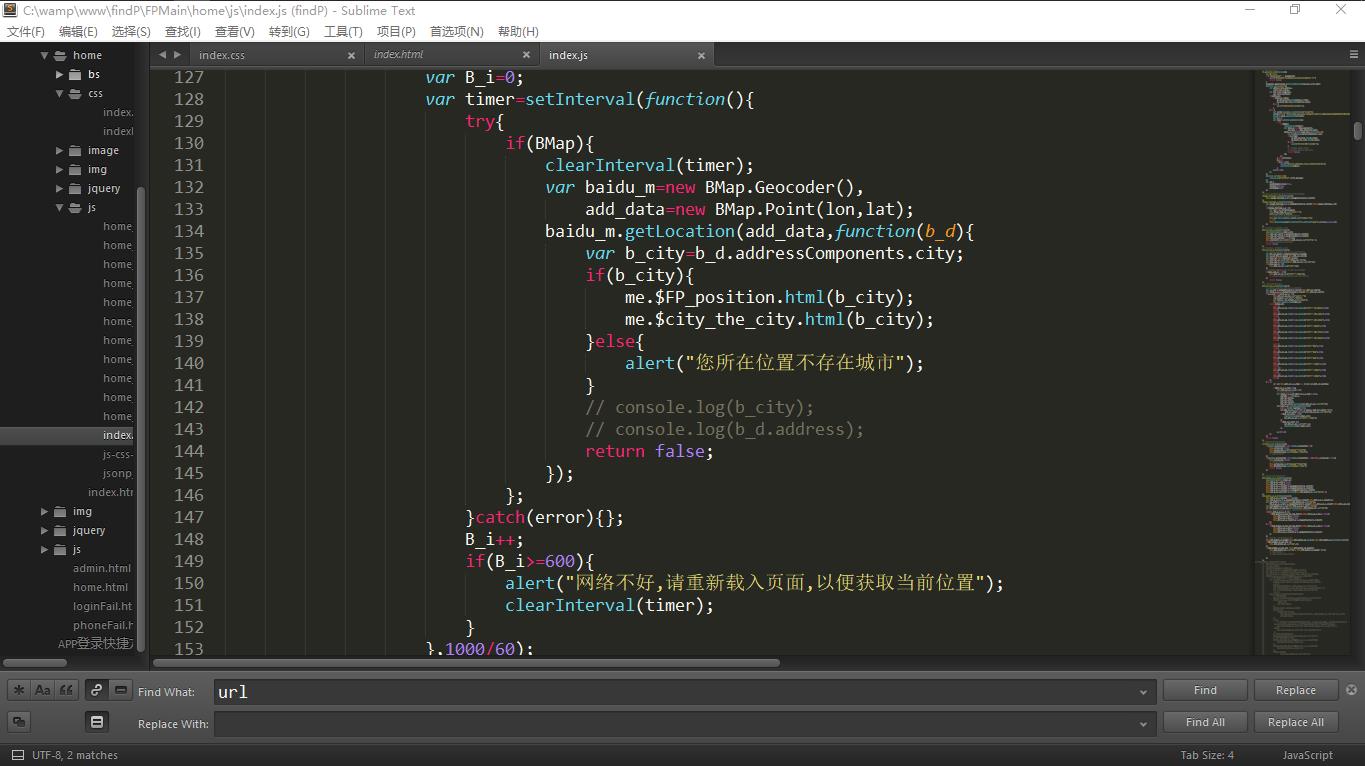 C:\wamp\www\findP\FPMain\home\js\index.js (findP) - Sublime Text
文件(F) 编辑(E) 选择(S) 查找(I) 查看(V) 转到(G) 工具(T) 项目(P) 首选项(N) 帮助(H)
home
bs
css
index.
index
image
img
jquery
js
home
home
home
home
home
home
home
home
home
home
home
index.
js-css-
jsonp
index.htr
img
jquery
js
admin.html
home.html
loginFail.ht
phoneFail.h
APP登录快捷方
index.css × index.html × index.js ×
127 var B_i=0;
128 var timer=setInterval(function(){
129 try{
130 if(BMap){
131 clearInterval(timer);
132 var baidu_m=new BMap.Geocoder(),
133 add_data=new BMap.Point(lon,lat);
134 baidu_m.getLocation(add_data,function(b_d){
135 var b_city=b_d.addressComponents.city;
136 if(b_city){
137 me.$FP_position.html(b_city);
138 me.$city_the_city.html(b_city);
139 }else{
140 alert("您所在位置不存在城市");
141 }
142 // console.log(b_city);
143 // console.log(b_d.address);
144 return false;
145 });
146 };
147 }catch(error){};
148 B_i++;
149 if(B_i>=600){
150 alert("网络不好,请重新载入页面,以便获取当前位置");
151 clearInterval(timer);
152 }
153 },1000/60);
Aa Find What: url Find Replace
Replace With: Find All Replace All
UTF-8, 2 matches Tab Size: 4 JavaScript